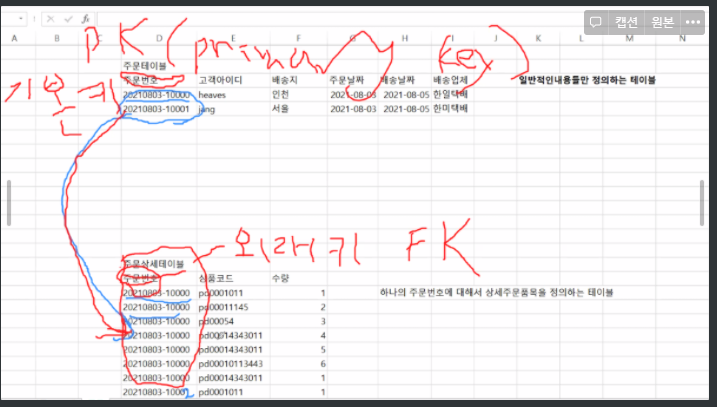 캡션 원본
A B C D E F G H I J K L M N
PK(primary key)
기본키
주문테이블
주문번호 고객아이디 배송지 주문날짜 배송날짜 배송업체 일반적인내용들만 정의하는 테이블
20210803-10000 heaves 인천 2021-08-03 2021-08-05 한일택배
20210803-10001 jang 서울 2021-08-03 2021-08-05 한미택배
외래키 FK
주문상세테이블
주문번호 상품코드 수량
20210803-10000 pd0001011 1 하나의 주문번호에 대해서 상세주문품목을 정의하는 테이블
20210803-10000 pd00011145 2
20210803-10000 pd00054 3
20210803-10000 4
20210803-10000 pd00014343011 5
20210803-10000 pd00010113443 6
20210803-10000 pd00014343011 1
pd0001011 1